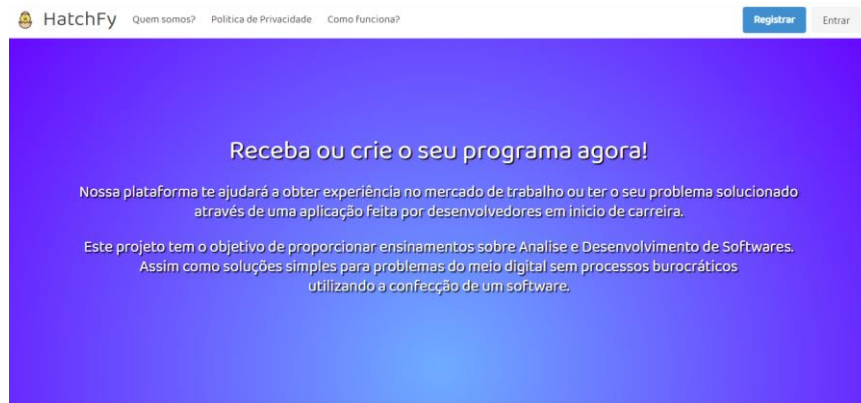 HatchFy Quem somos? Politica de Privacidade Como funciona? Registrar Entrar
Receba ou crie o seu programa agora!
Nossa plataforma te ajudará a obter experiência no mercado de trabalho ou ter o seu problema solucionado
através de uma aplicação feita por desenvolvedores em inicio de carreira.
Este projeto tem o objetivo de proporcionar ensinamentos sobre Analise e Desenvolvimento de Softwares.
Assim como soluções simples para problemas do meio digital sem processos burocráticos
utilizando a confecção de um software.